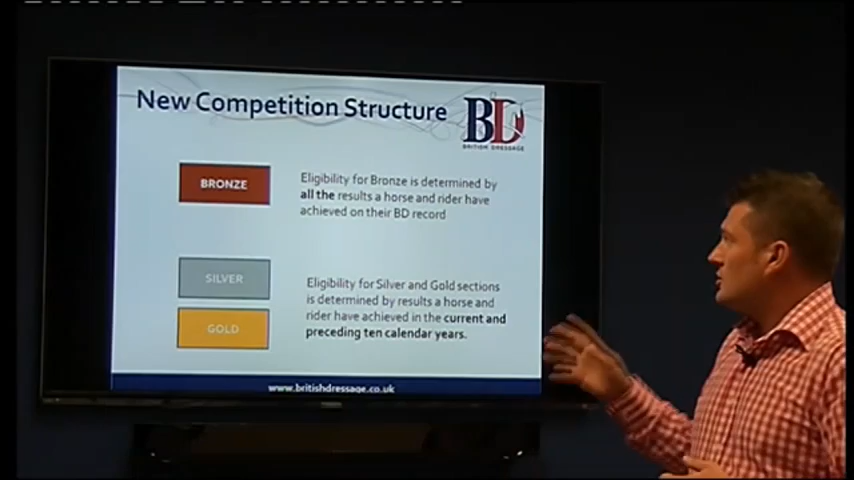 New Competition Structure
BD
BRITISH DRESSAGE
BRONZE
Eligibility for Bronze is determined by
all the results a horse and rider have
achieved on their BD record
SILVER
GOLD
Eligibility for Silver and Gold sections
is determined by results a horse and
rider have achieved in the current and
preceding ten calendar years.
www.britishdressage.co.uk